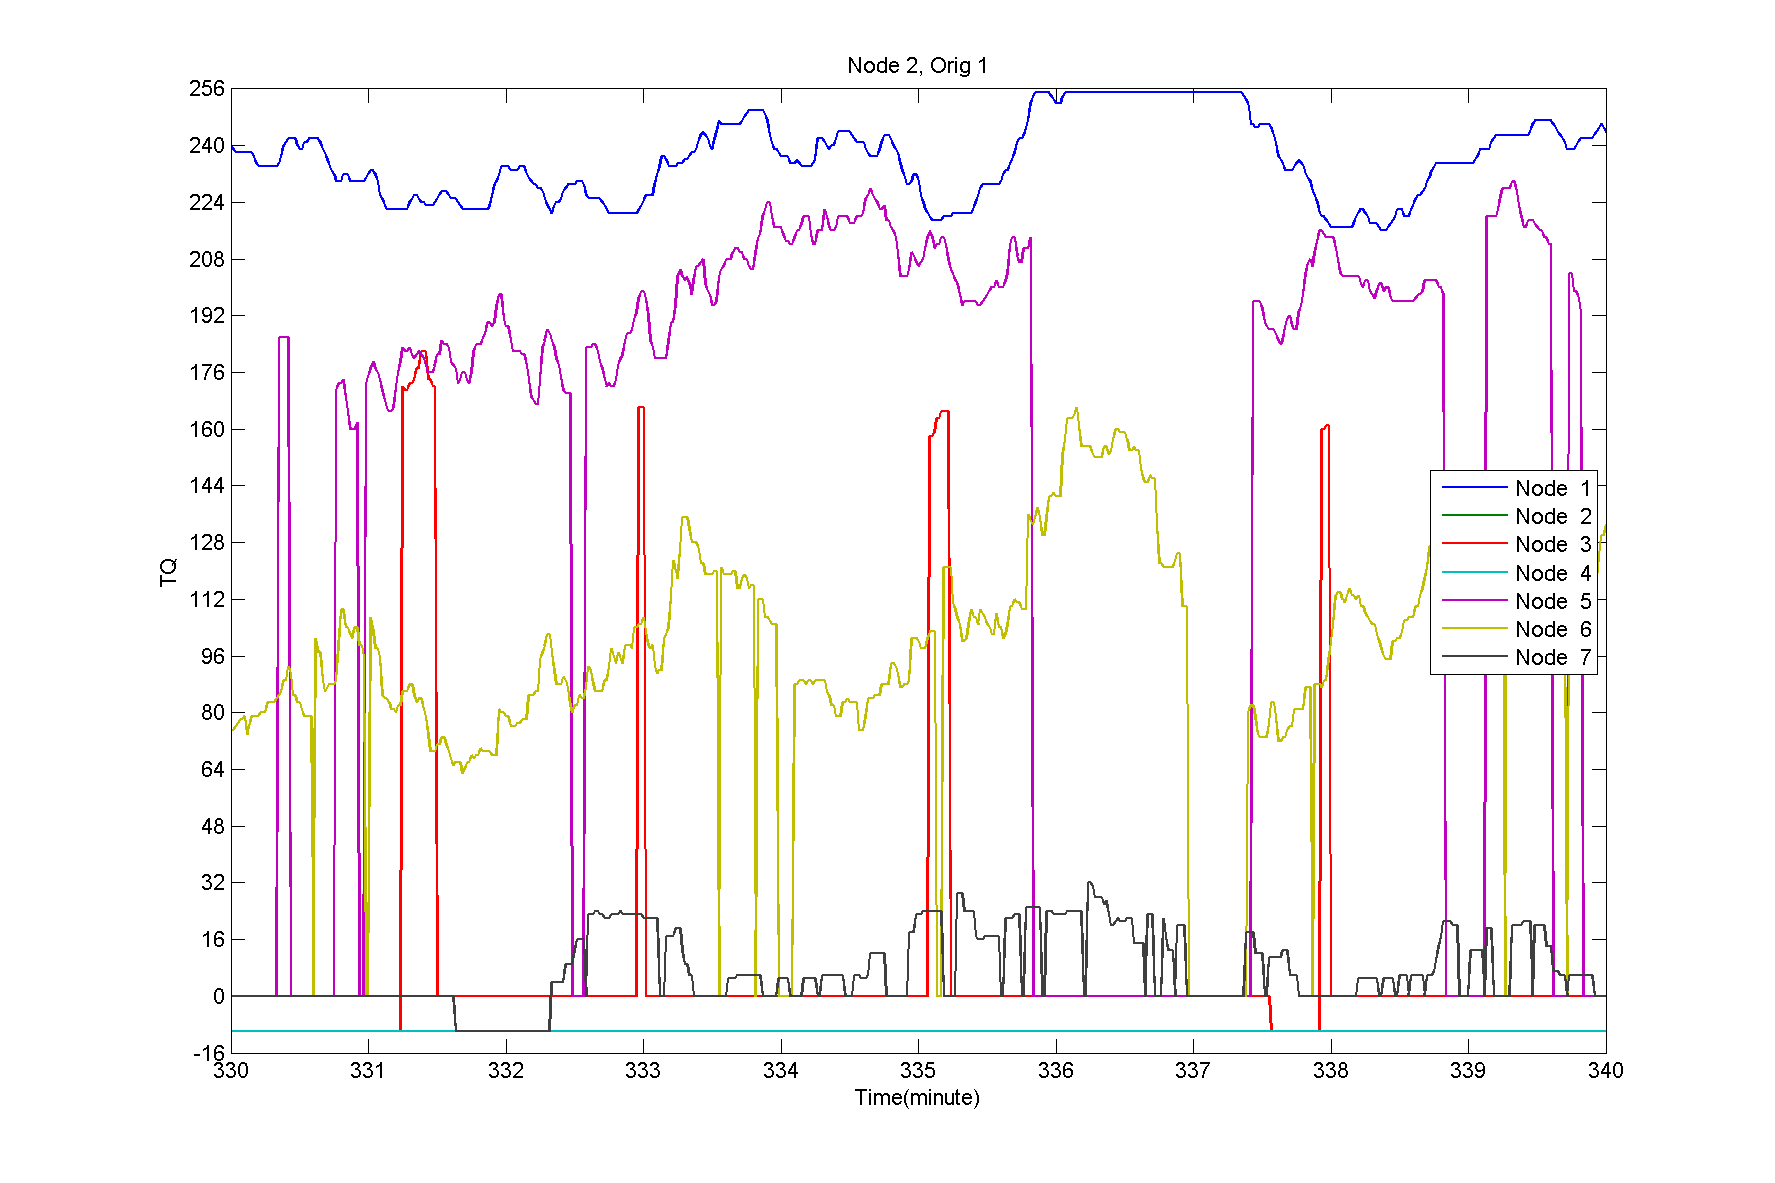 Node 2, Orig 1
256
240
224
208
192
176
160
144
128
112
96
80
64
48
32
16
0
-16
TQ
Node 1
Node 2
Node 3
Node 4
Node 5
Node 6
Node 7
330 331 332 333 334 335 336 337 338 339 340
Time(minute)